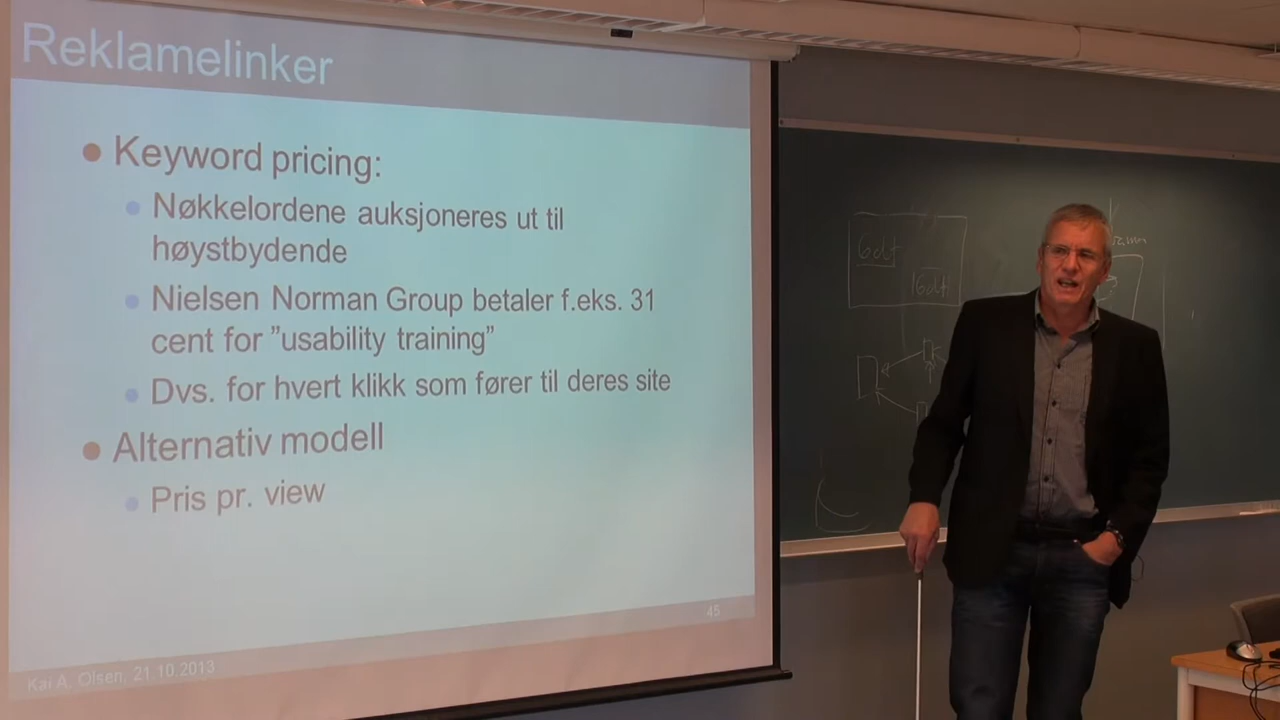 Reklamelinker
Keyword pricing:
Nøkkelordene auksjoneres ut til
høystbydende
Nielsen Norman Group betaler f.eks. 31
cent for ”usability training”
Dvs. for hvert klikk som fører til deres site
Alternativ modell
Pris pr. view
45
Kai A. Olsen, 21.10.2013